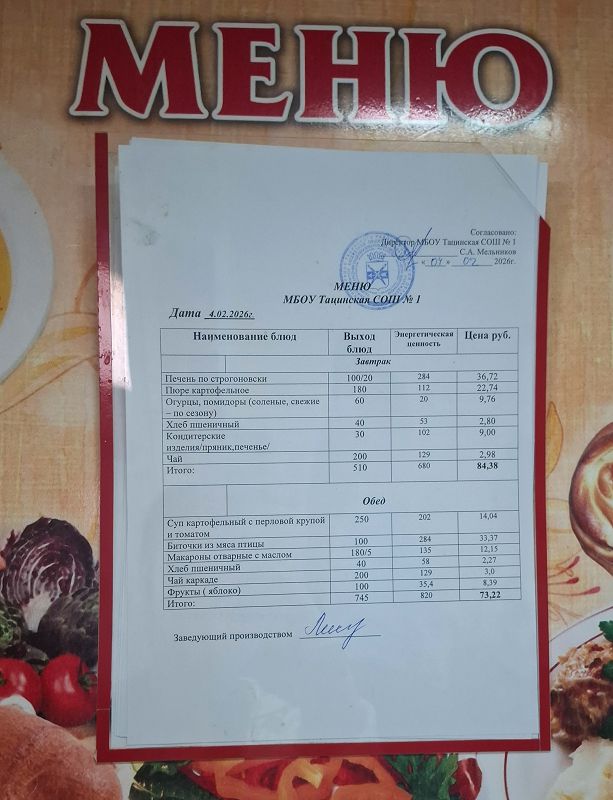 МЕНЮ
Согласовано:
Директор МБОУ Тацинская СОШ № 1
С.А. Мельников
« 04 » 02 2026г.
МЕНЮ
МБОУ Тацинская СОШ № 1
Дата 4.02.2026г.
Наименование блюд Выход блюд Энергетическая ценность Цена руб.
Завтрак
Печень по строгоновски 100/20 284 36,72
Пюре картофельное 180 112 22,74
Огурцы, помидоры (соленые, свежие 60 20 9,76
– по сезону)
Хлеб пшеничный 40 53 2,80
Кондитерские 30 102 9,00
изделия/пряник,печенье/
Чай 200 129 2,98
Итого: 510 680 84,38
Обед
Суп картофельный с перловой крупой 250 202 14,04
и томатом
Биточки из мяса птицы 100 284 33,37
Макароны отварные с маслом 180/5 135 12,15
Хлеб пшеничный 40 58 2,27
Чай каркаде 200 129 3,0
Фрукты ( яблоко) 100 35,4 8,39
Итого: 745 820 73,22
Заведующий производством